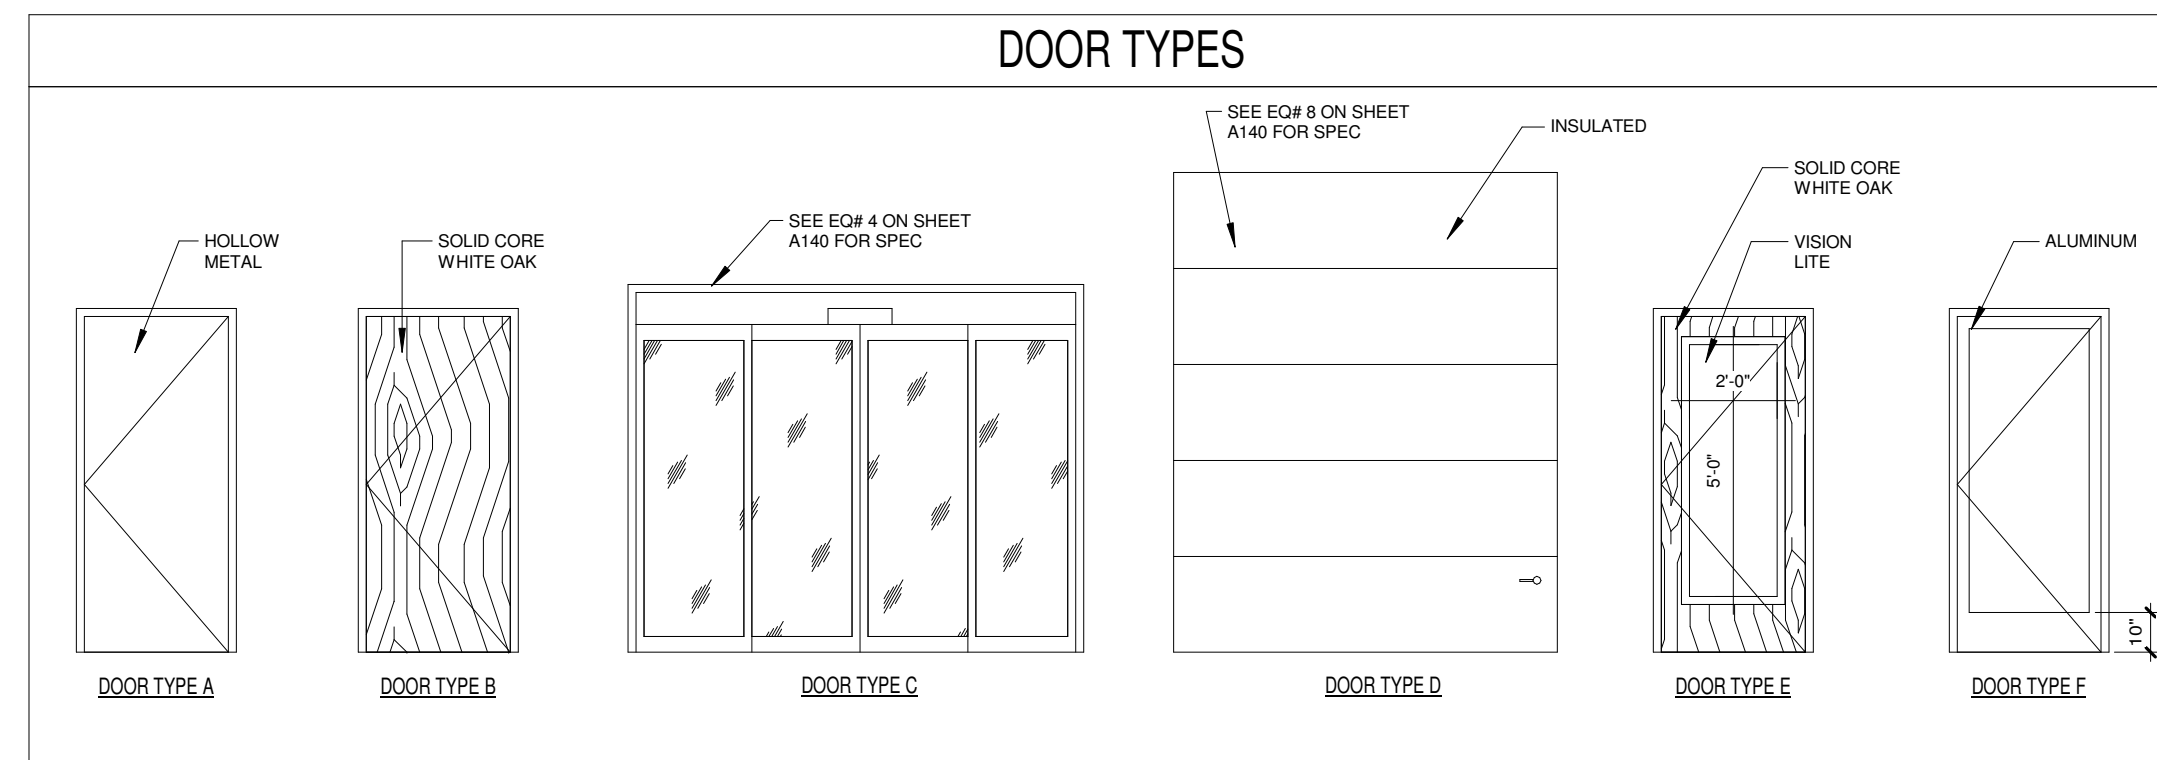 DOOR TYPES
SEE EQ# 8 ON SHEET
A140 FOR SPEC
INSULATED
SOLID CORE
WHITE OAK
SEE EQ# 4 ON SHEET
A140 FOR SPEC
HOLLOW
METAL
SOLID CORE
WHITE OAK
VISION
LITE
ALUMINUM
2'-0"
5'-0"
10"
DOOR TYPE A
DOOR TYPE B
DOOR TYPE C
DOOR TYPE D
DOOR TYPE E
DOOR TYPE F